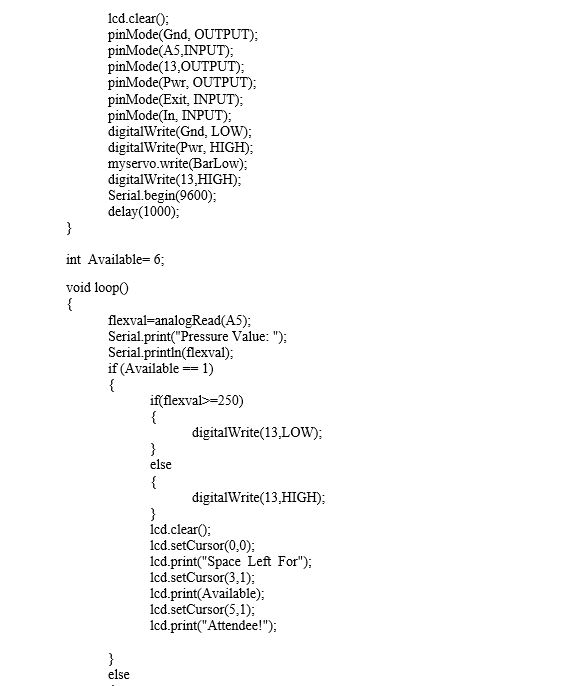 lcd.clear();
pinMode(Gnd, OUTPUT);
pinMode(A5,INPUT);
pinMode(13,OUTPUT);
pinMode(Pwr, OUTPUT);
pinMode(Exit, INPUT);
pinMode(In, INPUT);
digitalWrite(Gnd, LOW);
digitalWrite(Pwr, HIGH);
myservo.write(BarLow);
digitalWrite(13,HIGH);
Serial.begin(9600);
delay(1000);
}
int Available= 6;
void loop()
{
flexval=analogRead(A5);
Serial.print("Pressure Value: ");
Serial.println(flexval);
if (Available == 1)
{
if(flexval>=250)
{
digitalWrite(13,LOW);
}
else
{
digitalWrite(13,HIGH);
}
lcd.clear();
lcd.setCursor(0,0);
lcd.print("Space Left For");
lcd.setCursor(3,1);
lcd.print(Available);
lcd.setCursor(5,1);
lcd.print("Attendee!");
}
else